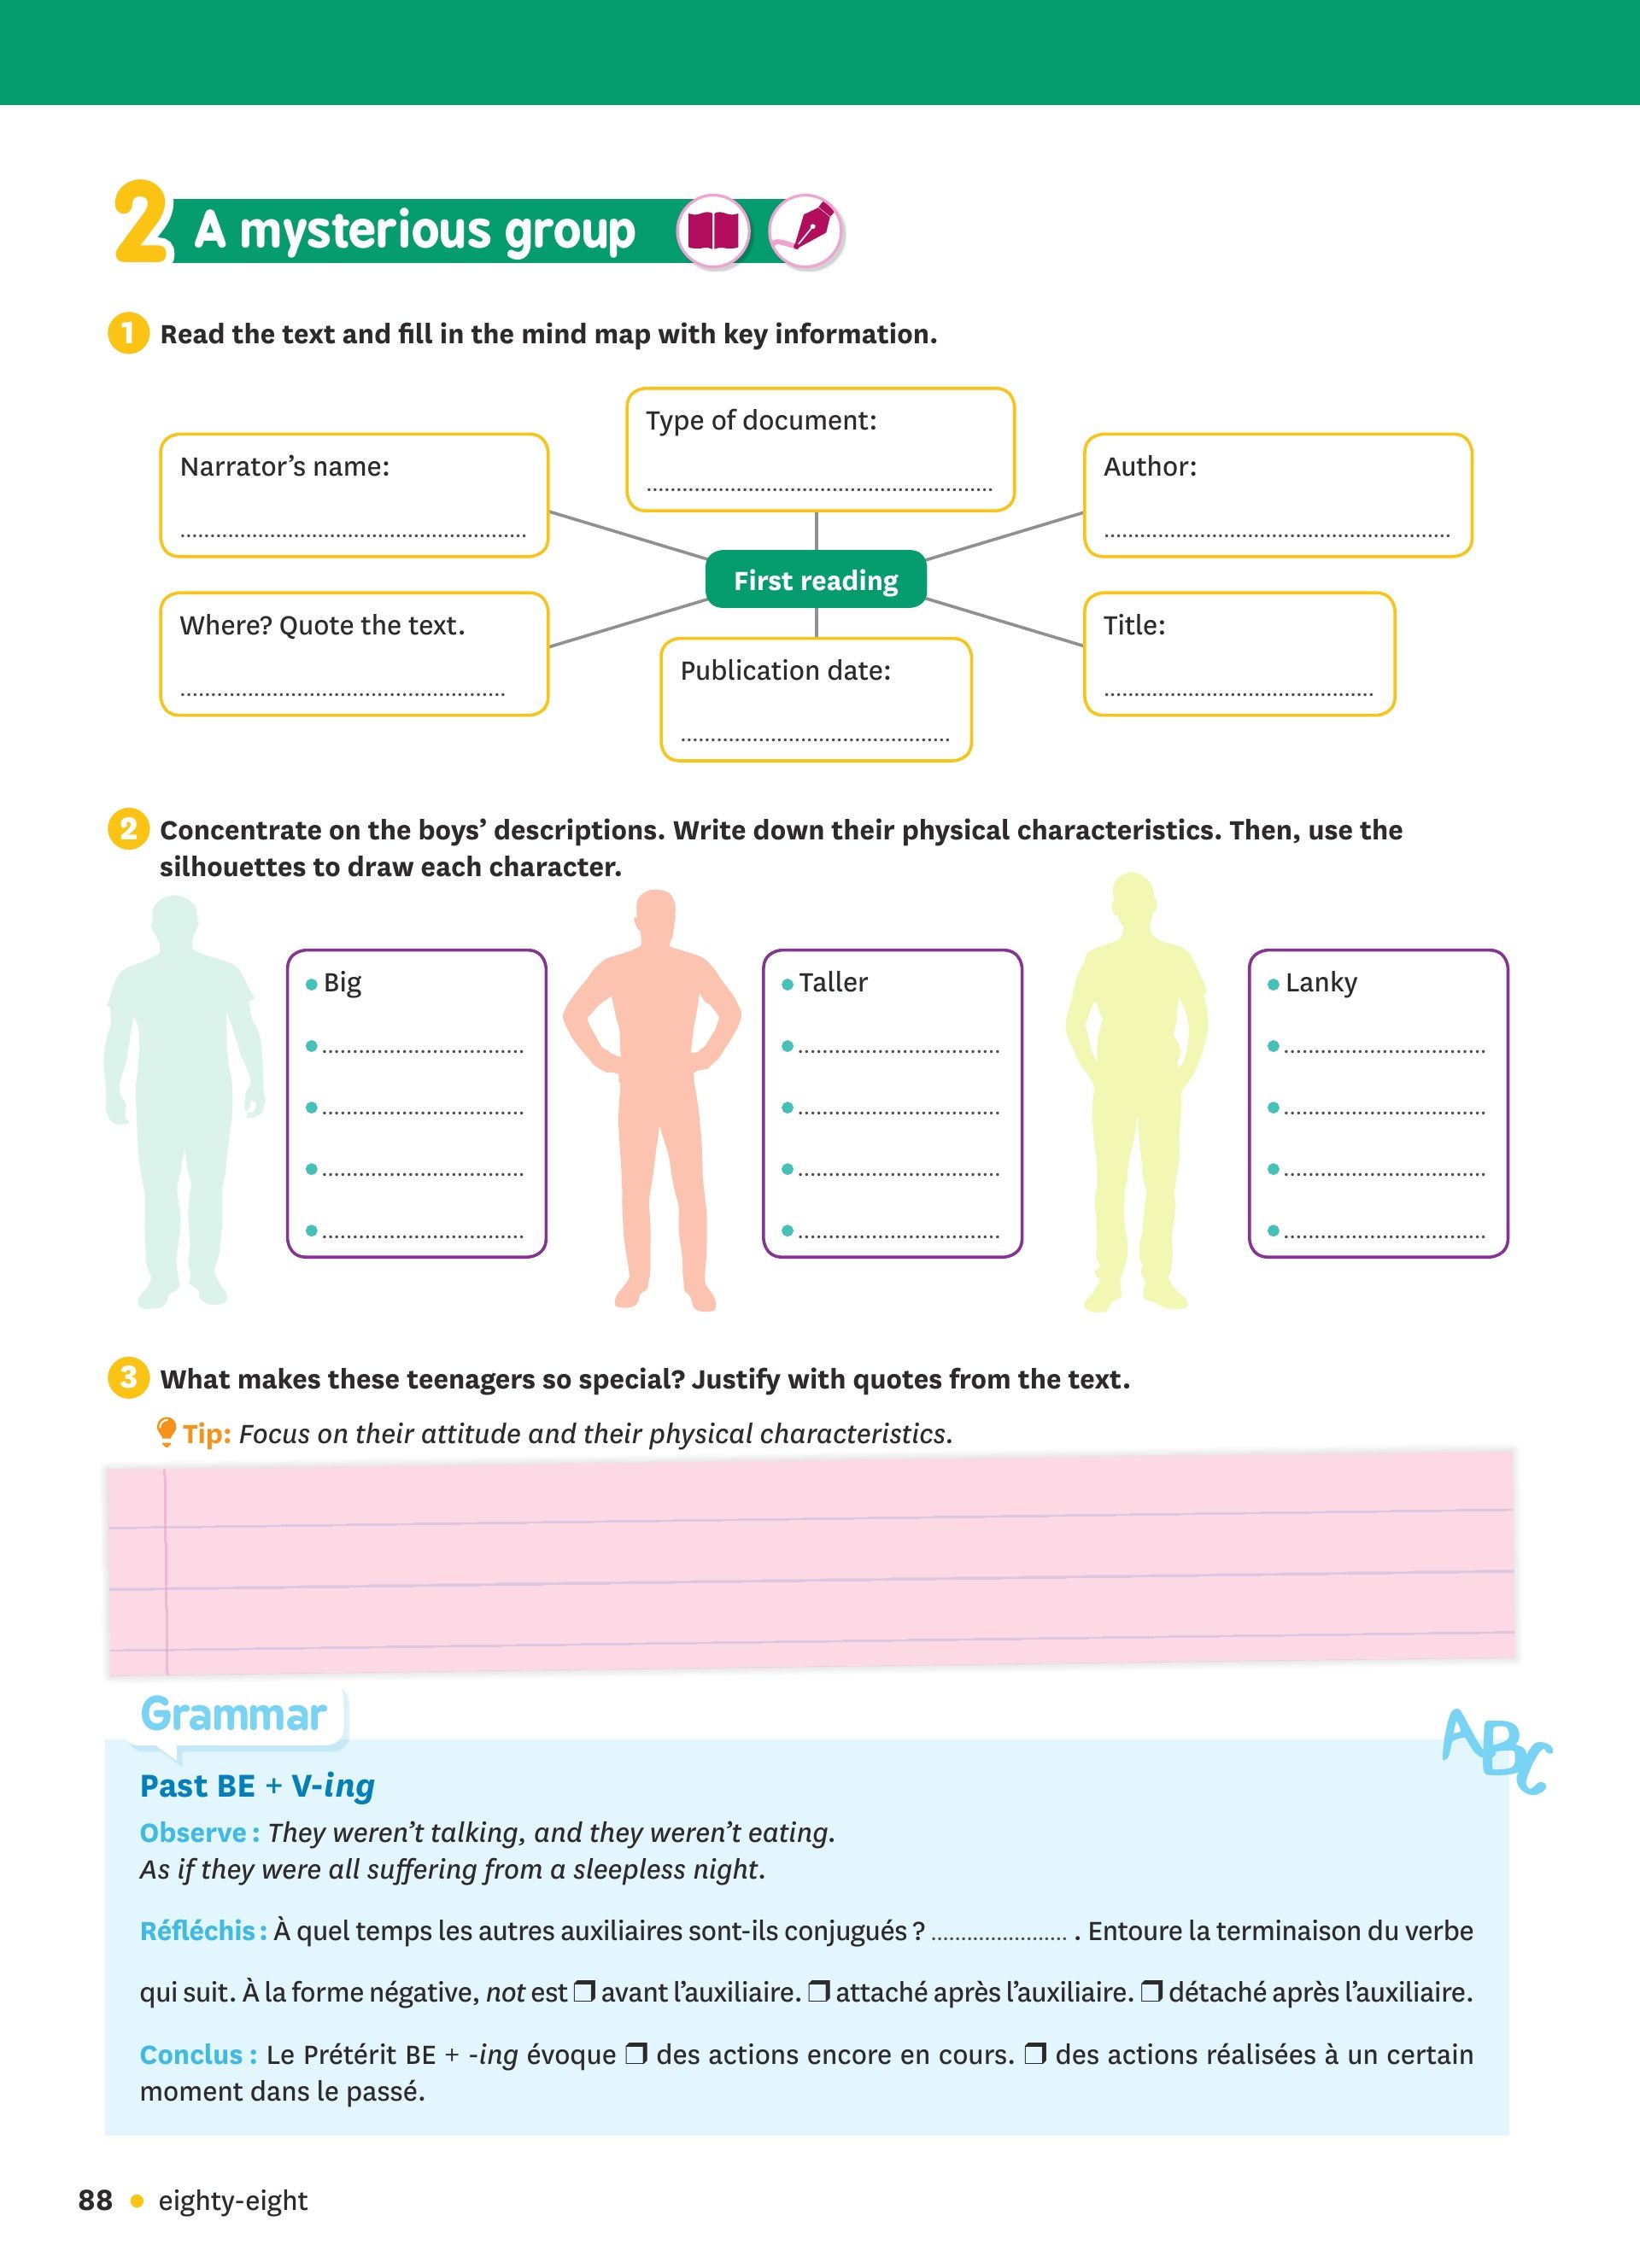 2 A mysterious group
1 Read the text and fill in the mind map with key information.
Type of document:
Narrator's name:
Author:
First reading
Where? Quote the text.
Title:
Publication date:
2 Concentrate on the boys' descriptions. Write down their physical characteristics. Then, use the
silhouettes to draw each character.
• Big
• Taller
• Lanky
3 What makes these teenagers so special? Justify with quotes from the text.
Tip: Focus on their attitude and their physical characteristics.
Grammar
ABC
Past BE + V-ing
Observe : They weren't talking, and they weren't eating.
As if they were all suffering from a sleepless night.
Réfléchis : À quel temps les autres auxiliaires sont-ils conjugués ? ....................... . Entoure la terminaison du verbe
qui suit. À la forme négative, not est ❒ avant l'auxiliaire. ❒ attaché après l'auxiliaire. ❒ détaché après l'auxiliaire.
Conclus : Le Prétérit BE + -ing évoque ❒ des actions encore en cours. ❒ des actions réalisées à un certain
moment dans le passé.
88 • eighty-eight